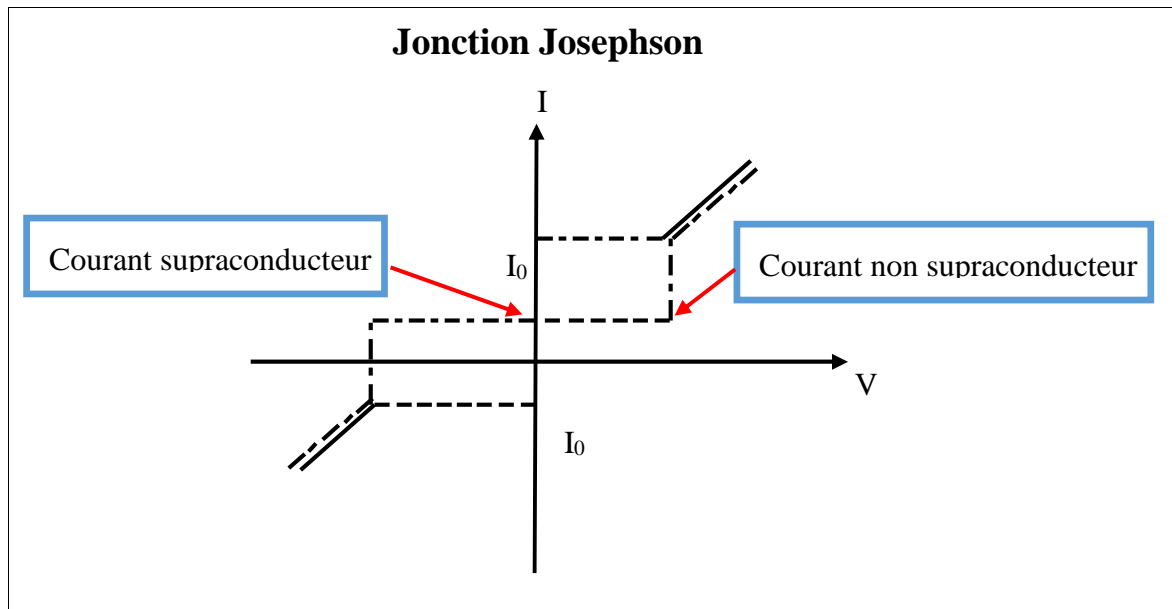 Jonction Josephson
I
Courant supraconducteur
I₀
Courant non supraconducteur
V
I₀